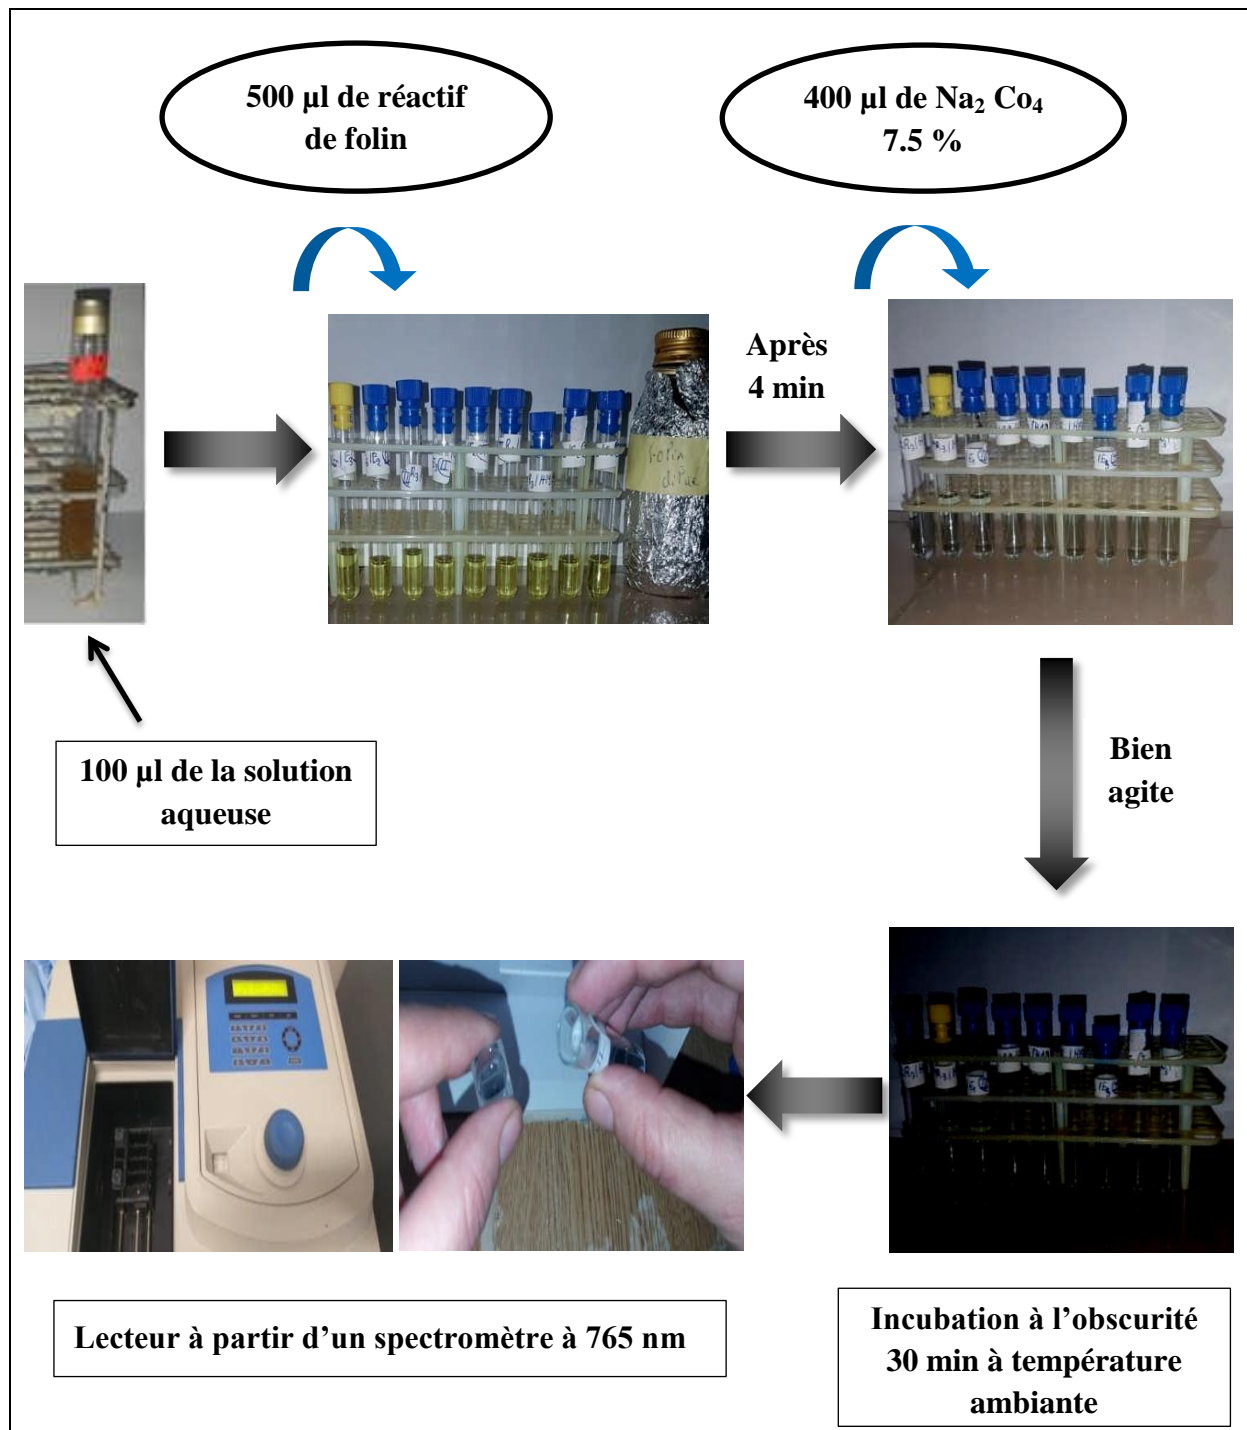 500 µl de réactif
de folin
400 µl de Na₂ Co₄
7.5 %
Après
4 min
Folin
100 µl de la solution
aqueuse
Bien
agite
Lecteur à partir d’un spectromètre à 765 nm
Incubation à l’obscurité
30 min à température
ambiante